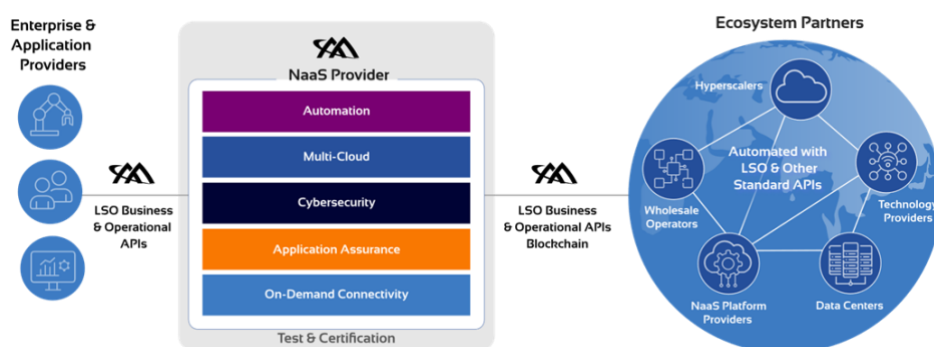 Enterprise &
Application
Providers
LSO Business
& Operational
APIs
NaaS Provider
Automation
Multi-Cloud
Cybersecurity
Application Assurance
On-Demand Connectivity
Test & Certification
LSO Business
& Operational APIs
Blockchain
Ecosystem Partners
Hyperscalers
Automated with
LSO & Other
Standard APIs
Wholesale
Operators
Technology
Providers
NaaS Platform
Providers
Data Centers